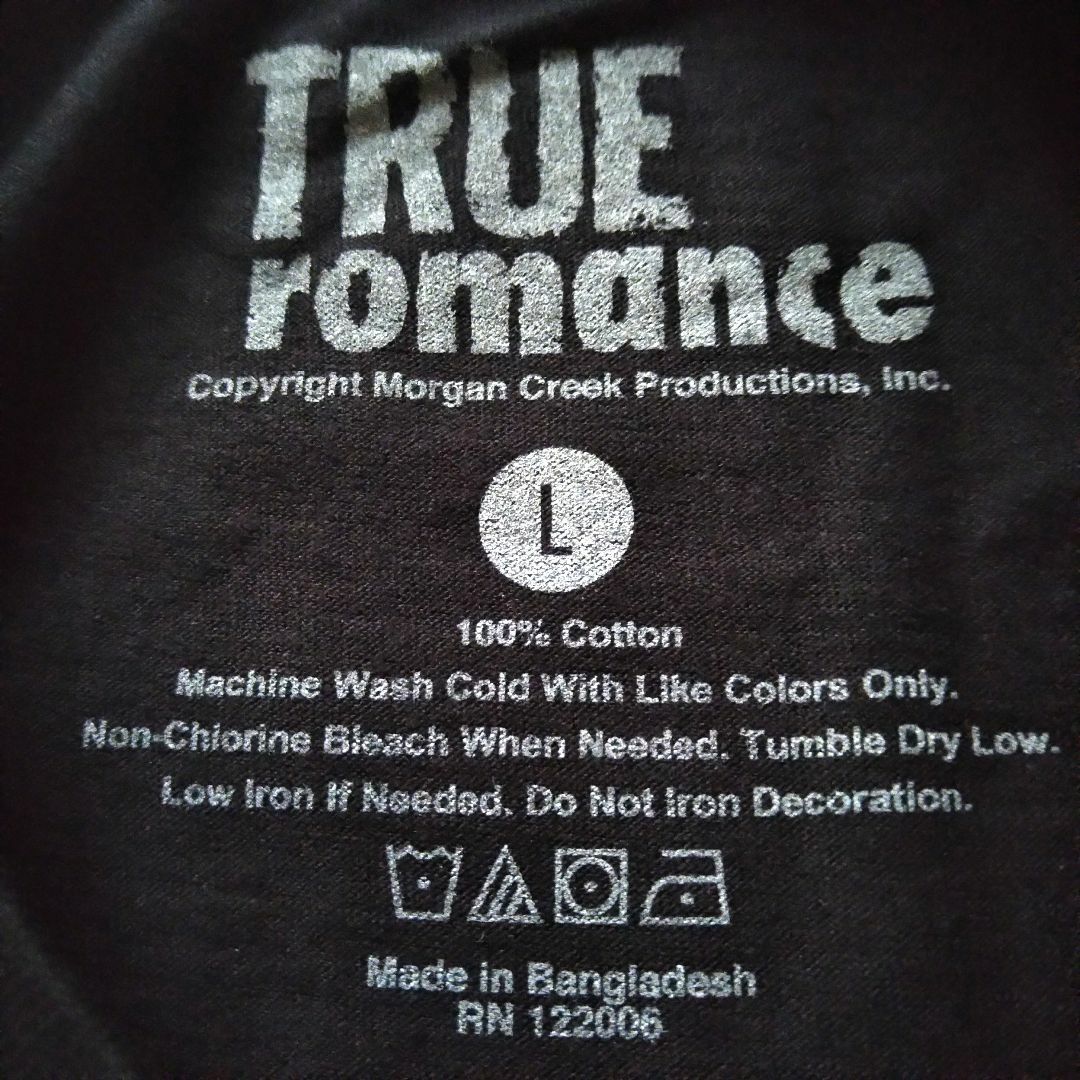 TRUE
romance
Copyright Morgan Creek Productions, Inc.
L
100% Cotton
Machine Wash Cold With Like Colors Only.
Non-Chlorine Bleach When Needed. Tumble Dry Low.
Low Iron If Needed. Do Not Iron Decoration.
Made in Bangladesh
RN 122006